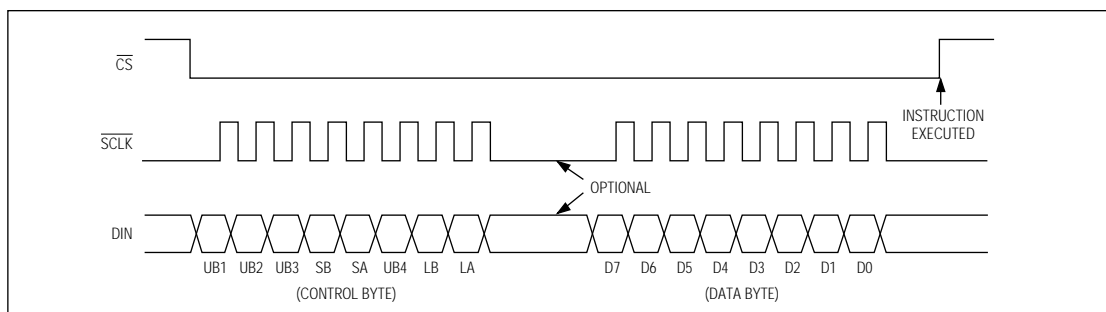 CS
INSTRUCTION
EXECUTED
SCLK
OPTIONAL
DIN
UB1 UB2 UB3 SB SA UB4 LB LA D7 D6 D5 D4 D3 D2 D1 D0
(CONTROL BYTE) (DATA BYTE)